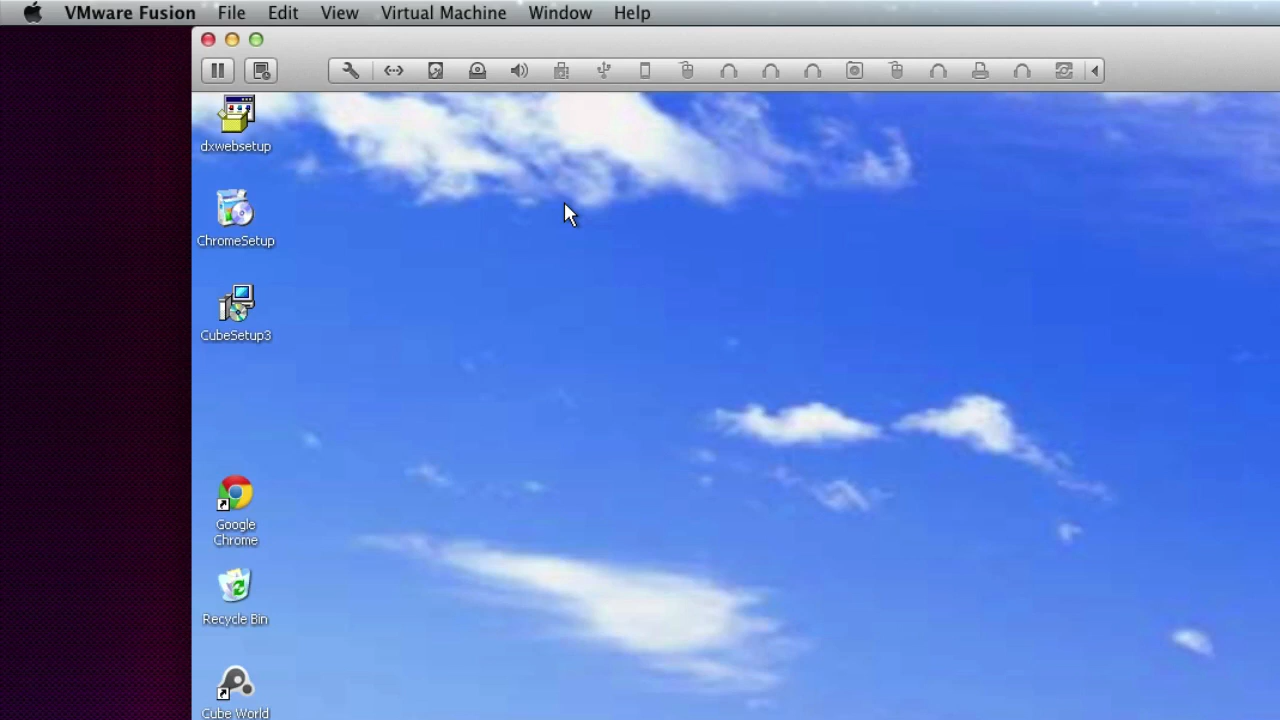 VMware Fusion File Edit View Virtual Machine Window Help
dxwebsetup
ChromeSetup
CubeSetup3
Google
Chrome
Recycle Bin
Cube World